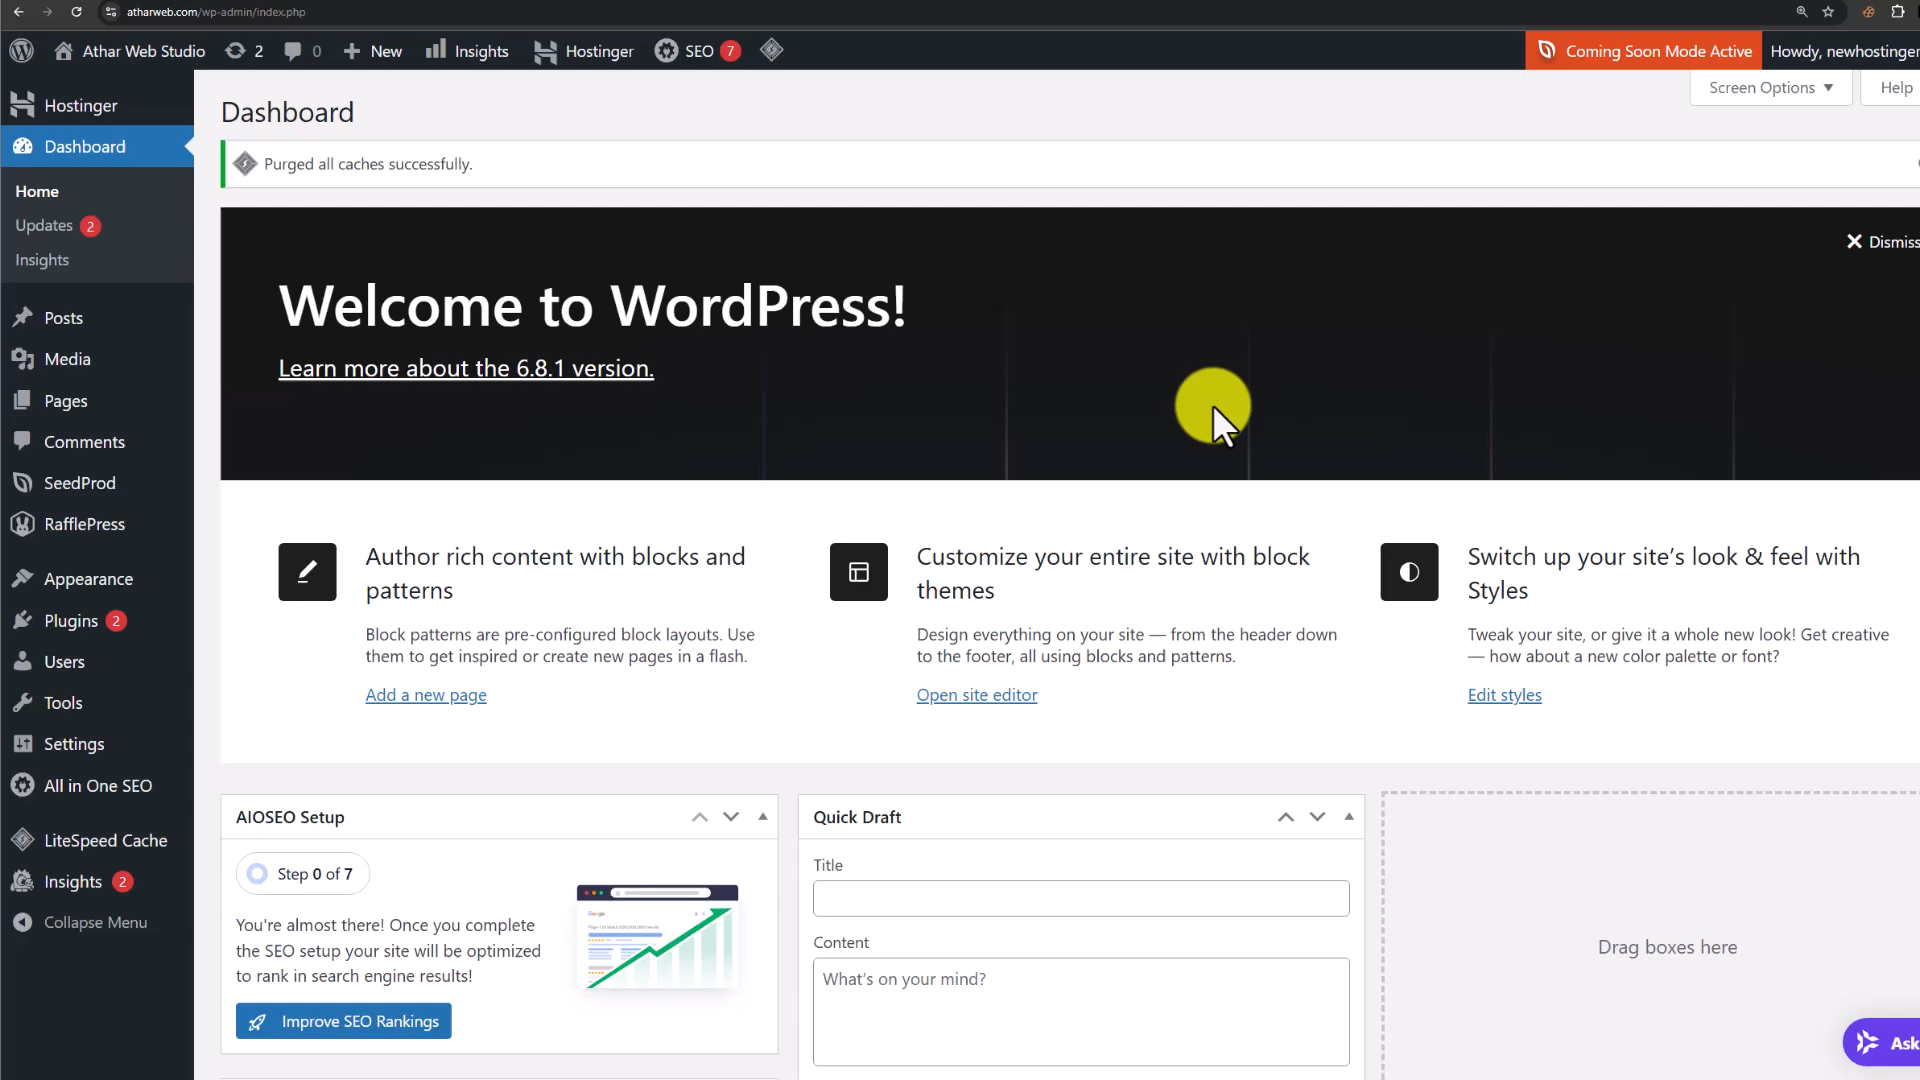 atharweb.com/wp-admin/index.php
Athar Web Studio
2
0
New
Insights
Hostinger
SEO
7
Coming Soon Mode Active
Howdy, newhostinger
Hostinger
Dashboard
Home
Updates 2
Insights
Posts
Media
Pages
Comments
SeedProd
RafflePress
Appearance
Plugins 2
Users
Tools
Settings
All in One SEO
LiteSpeed Cache
Insights 2
Collapse Menu
Screen Options
Help
Dashboard
Purged all caches successfully.
Dismiss
Welcome to WordPress!
Learn more about the 6.8.1 version.
Author rich content with blocks and
patterns
Block patterns are pre-configured block layouts. Use
them to get inspired or create new pages in a flash.
Add a new page
Customize your entire site with block
themes
Design everything on your site — from the header down
to the footer, all using blocks and patterns.
Open site editor
Switch up your site’s look & feel with
Styles
Tweak your site, or give it a whole new look! Get creative
— how about a new color palette or font?
Edit styles
AIOSEO Setup
Step 0 of 7
You're almost there! Once you complete
the SEO setup your site will be optimized
to rank in search engine results!
Google
Improve SEO Rankings
Quick Draft
Title
Content
What’s on your mind?
Drag boxes here
Ask